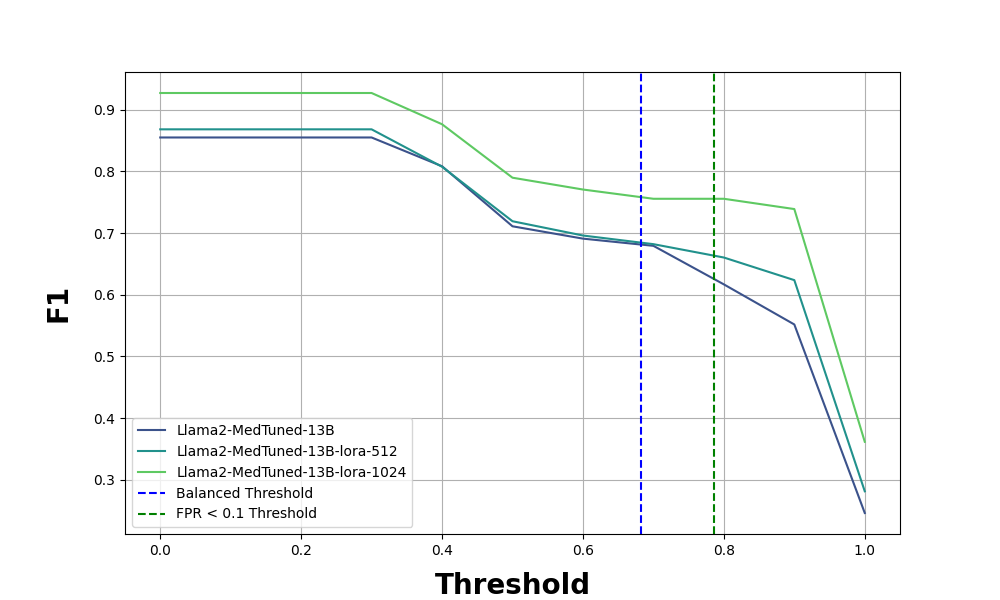 0.9
0.8
0.7
0.6
0.5
0.4
0.3
F1
Llama2-MedTuned-13B
Llama2-MedTuned-13B-lora-512
Llama2-MedTuned-13B-lora-1024
Balanced Threshold
FPR < 0.1 Threshold
0.0 0.2 0.4 0.6 0.8 1.0
Threshold